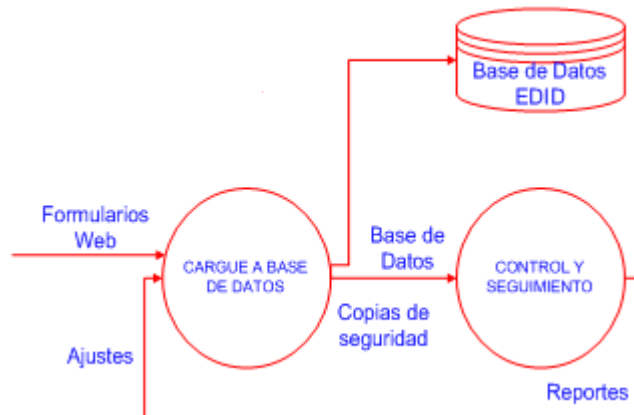 Base de Datos
EDID
Formularios
Web
CARGUE A BASE
DE DATOS
Base de
Datos
CONTROL Y
SEGUIMIENTO
Copias de
seguridad
Ajustes
Reportes